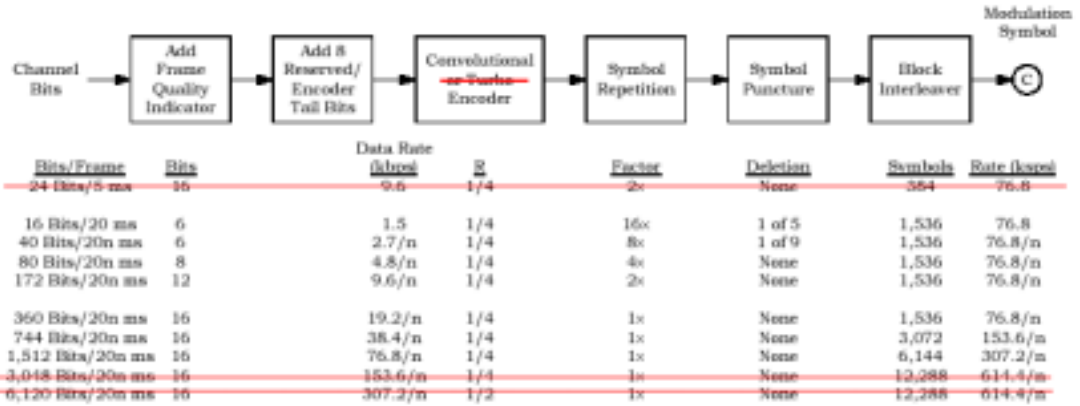 Modulation
Symbol
Channel
Bits
Add
Frame
Quality
Indicator
Add 8
Reserved/
Encoder
Tail Bits
Convolutional
or Turbo
Encoder
Symbol
Repetition
Symbol
Puncture
Block
Interleaver
C
Data Rate
Bits/Frame Bits (kbps) R Factor Deletion Symbols Rate (ksps)
24 Bits/5 ms 16 9.6 1/4 2× None 384 76.8
16 Bits/20 ms 6 1.5 1/4 16× 1 of 5 1,536 76.8
40 Bits/20n ms 6 2.7/n 1/4 8× 1 of 9 1,536 76.8/n
80 Bits/20n ms 8 4.8/n 1/4 4× None 1,536 76.8/n
172 Bits/20n ms 12 9.6/n 1/4 2× None 1,536 76.8/n
360 Bits/20n ms 16 19.2/n 1/4 1× None 1,536 76.8/n
744 Bits/20n ms 16 38.4/n 1/4 1× None 3,072 153.6/n
1,512 Bits/20n ms 16 76.8/n 1/4 1× None 6,144 307.2/n
3,048 Bits/20n ms 16 153.6/n 1/4 1× None 12,288 614.4/n
6,120 Bits/20n ms 16 307.2/n 1/2 1× None 12,288 614.4/n